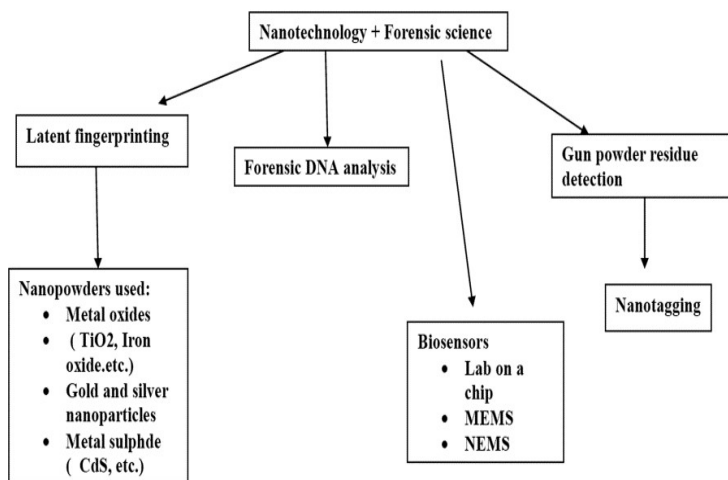 Nanotechnology + Forensic science
Latent fingerprinting
Forensic DNA analysis
Gun powder residue
detection
Nanopowders used:
• Metal oxides
• ( TiO2, Iron
oxide.etc.)
• Gold and silver
nanoparticles
• Metal sulphde
( CdS, etc.)
Biosensors
• Lab on a
chip
• MEMS
• NEMS
Nanotagging